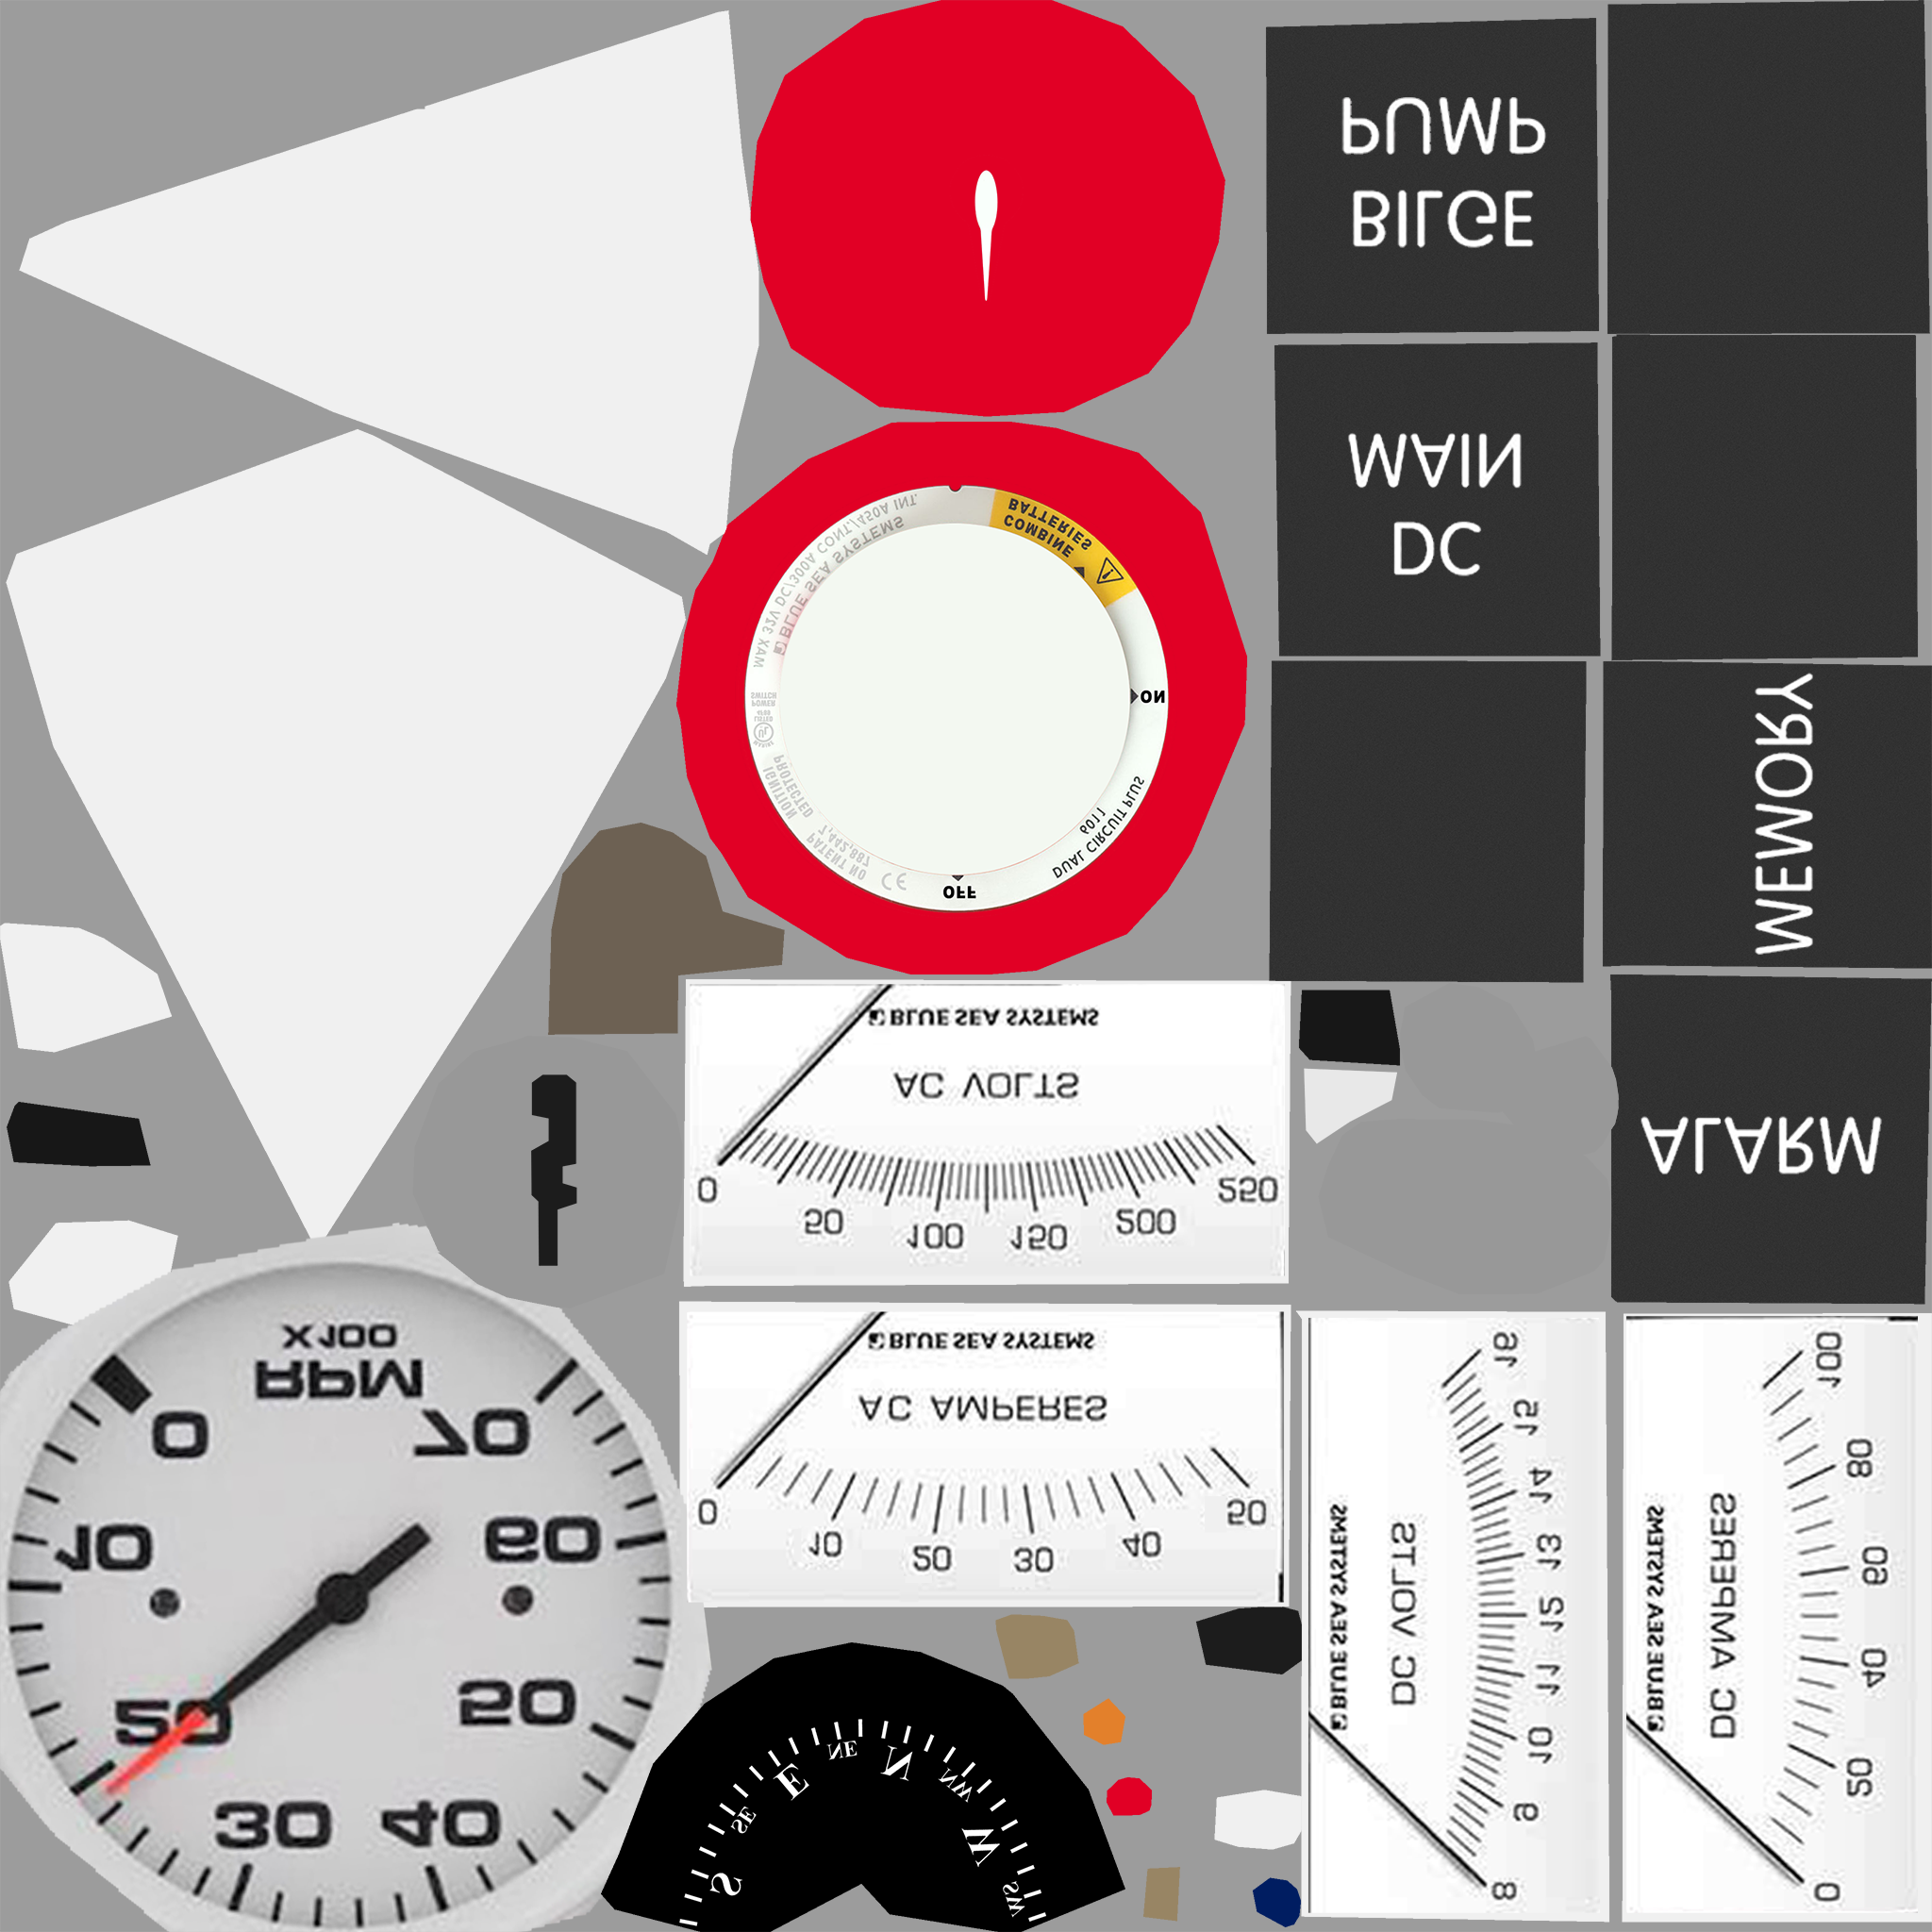 BILGE
PUMP
DC
MAIN
MEMORY
ALARM
COMBINE
BATTERIES
ON
OFF
DUAL CIRCUIT PLUS
6011
MAX 32V DC/300A CONT./450A INT.
BLUE SEA SYSTEMS
POWER
SWITCH
UL
LISTED
MARINE
IGNITION
PROTECTED
PATENT NO
7,442,887
CE
0 50 100 150 200 250
AC VOLTS
BLUE SEA SYSTEMS
0 10 20 30 40 50
AC AMPERES
BLUE SEA SYSTEMS
8 9 10 11 12 13 14 15 16
DC VOLTS
BLUE SEA SYSTEMS
0 20 40 60 80 100
DC AMPERES
BLUE SEA SYSTEMS
0 10 20 30 40 50 60 70
RPM
X100
S SE E NE N NW W SW